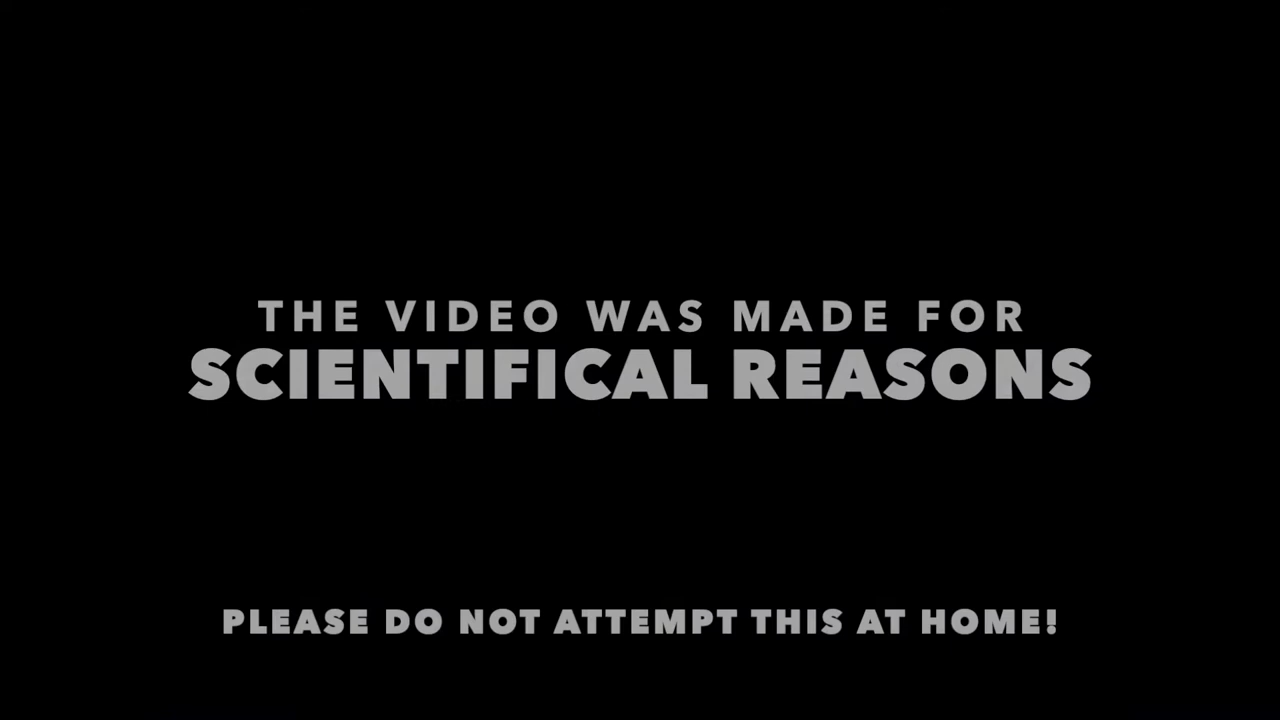 THE VIDEO WAS MADE FOR
SCIENTIFICAL REASONS
PLEASE DO NOT ATTEMPT THIS AT HOME!